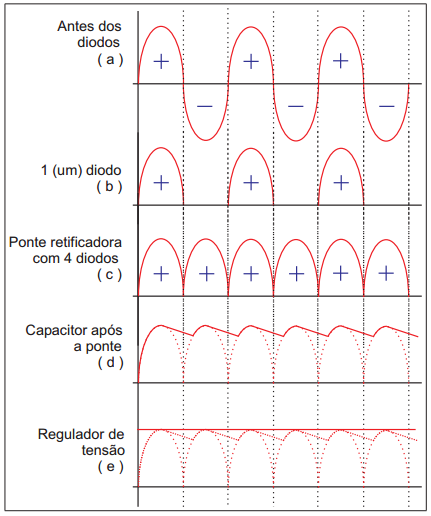 Antes dos
diodos
( a )
+ + +
− − −
1 (um) diodo
( b )
+ + +
Ponte retificadora
com 4 diodos
( c )
+ + + + + +
Capacitor após
a ponte
( d )
Regulador de
tensão
( e )